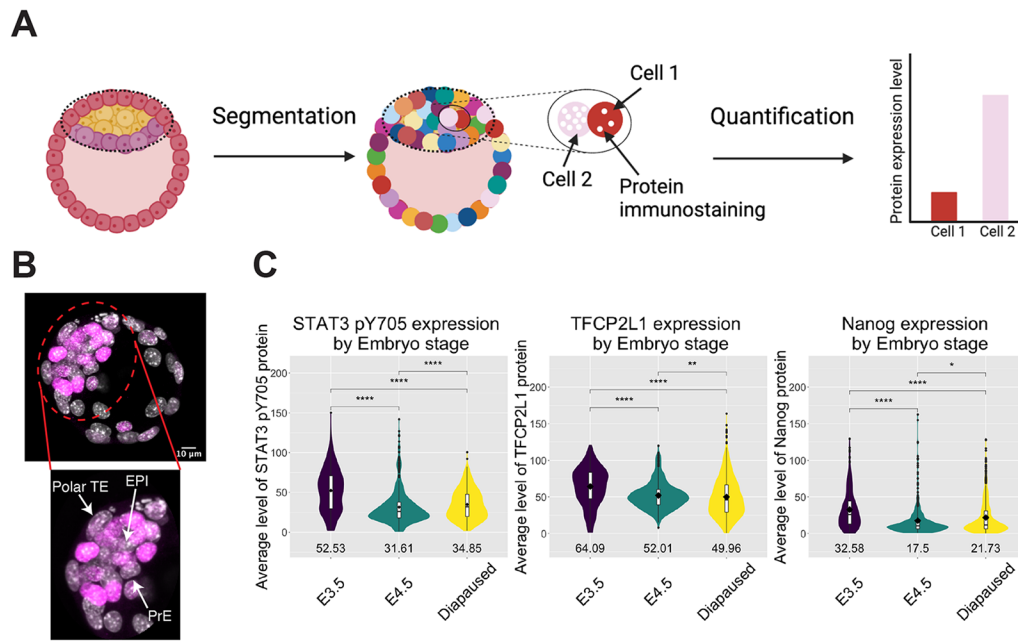 A
Segmentation
Cell 1
Cell 2
Protein
immunostaining
Quantification
Protein expression level
Cell 1
Cell 2
B
10 μm
Polar TE
EPI
PrE
C
STAT3 pY705 expression
by Embryo stage
Average level of STAT3 pY705 protein
200
150
100
50
0
****
****
****
52.53
31.61
34.85
E3.5
E4.5
Diapaused
TFCP2L1 expression
by Embryo stage
Average level of TFCP2L1 protein
200
150
100
50
0
**
****
****
64.09
52.01
49.96
E3.5
E4.5
Diapaused
Nanog expression
by Embryo stage
Average level of Nanog protein
200
150
100
50
0
*
****
****
32.58
17.5
21.73
E3.5
E4.5
Diapaused